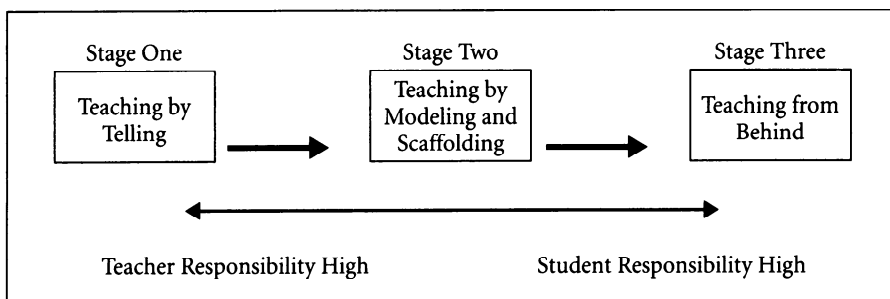 Stage One
Stage Two
Stage Three
Teaching by
Telling
Teaching by
Modeling and
Scaffolding
Teaching from
Behind
Teacher Responsibility High
Student Responsibility High